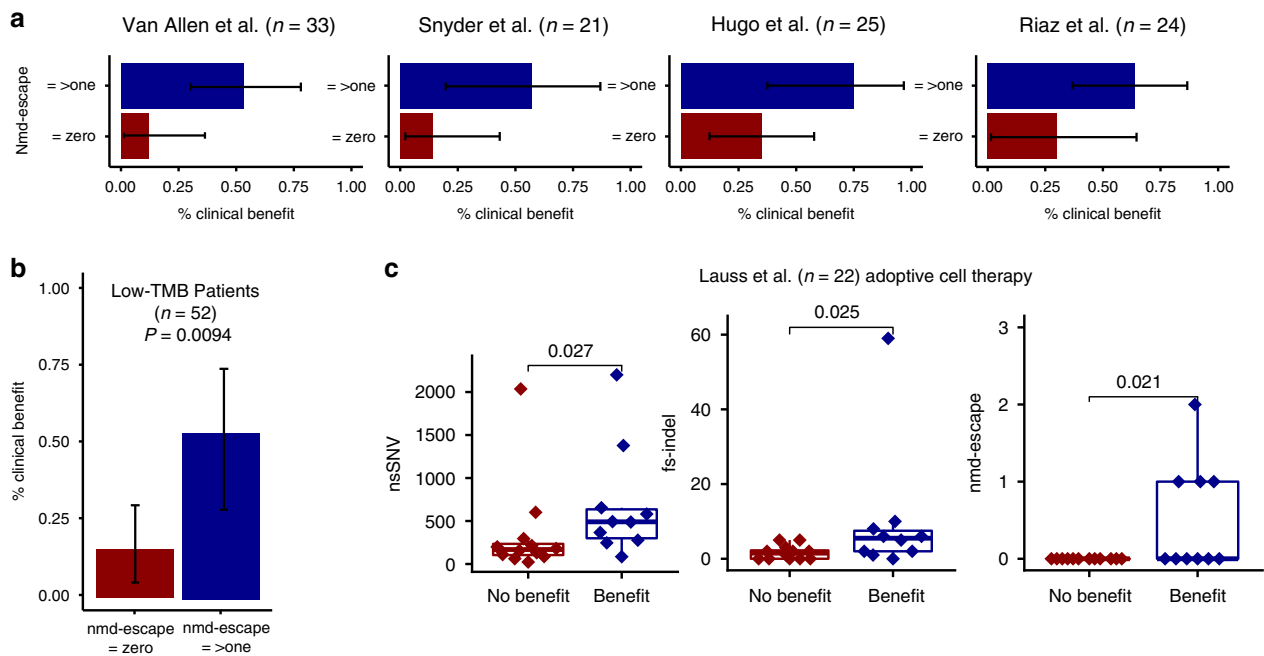 a
Van Allen et al. (n = 33)
Snyder et al. (n = 21)
Hugo et al. (n = 25)
Riaz et al. (n = 24)
Nmd-escape
= >one
= zero
0.00 0.25 0.50 0.75 1.00
% clinical benefit
= >one
= zero
0.00 0.25 0.50 0.75 1.00
% clinical benefit
= >one
= zero
0.00 0.25 0.50 0.75 1.00
% clinical benefit
= >one
= zero
0.00 0.25 0.50 0.75 1.00
% clinical benefit
b
% clinical benefit
1.00
0.75
0.50
0.25
0.00
Low-TMB Patients
(n = 52)
P = 0.0094
nmd-escape
= zero
nmd-escape
= >one
c
Lauss et al. (n = 22) adoptive cell therapy
nsSNV
2000
1500
1000
500
0
0.027
No benefit Benefit
fs-indel
60
40
20
0
0.025
No benefit Benefit
nmd-escape
3
2
1
0
0.021
No benefit Benefit